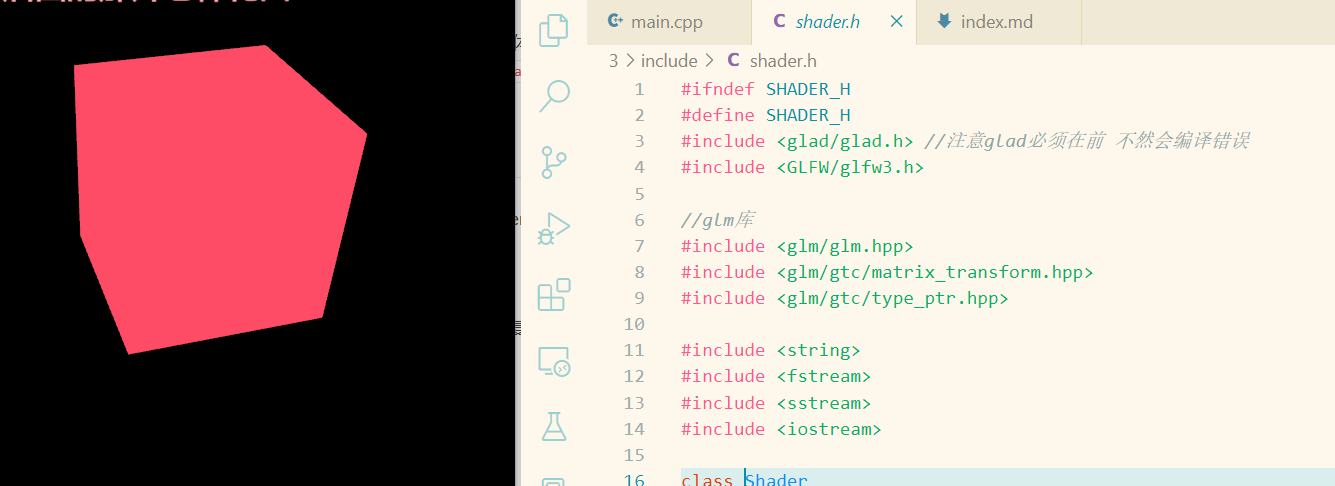 main.cpp
shader.h
index.md
3 > include > C shader.h
1 #ifndef SHADER_H
2 #define SHADER_H
3 #include <glad/glad.h> //注意glad必须在前 不然会编译错误
4 #include <GLFW/glfw3.h>
5
6 //glm库
7 #include <glm/glm.hpp>
8 #include <glm/gtc/matrix_transform.hpp>
9 #include <glm/gtc/type_ptr.hpp>
10
11 #include <string>
12 #include <fstream>
13 #include <sstream>
14 #include <iostream>
15
16 class Shader